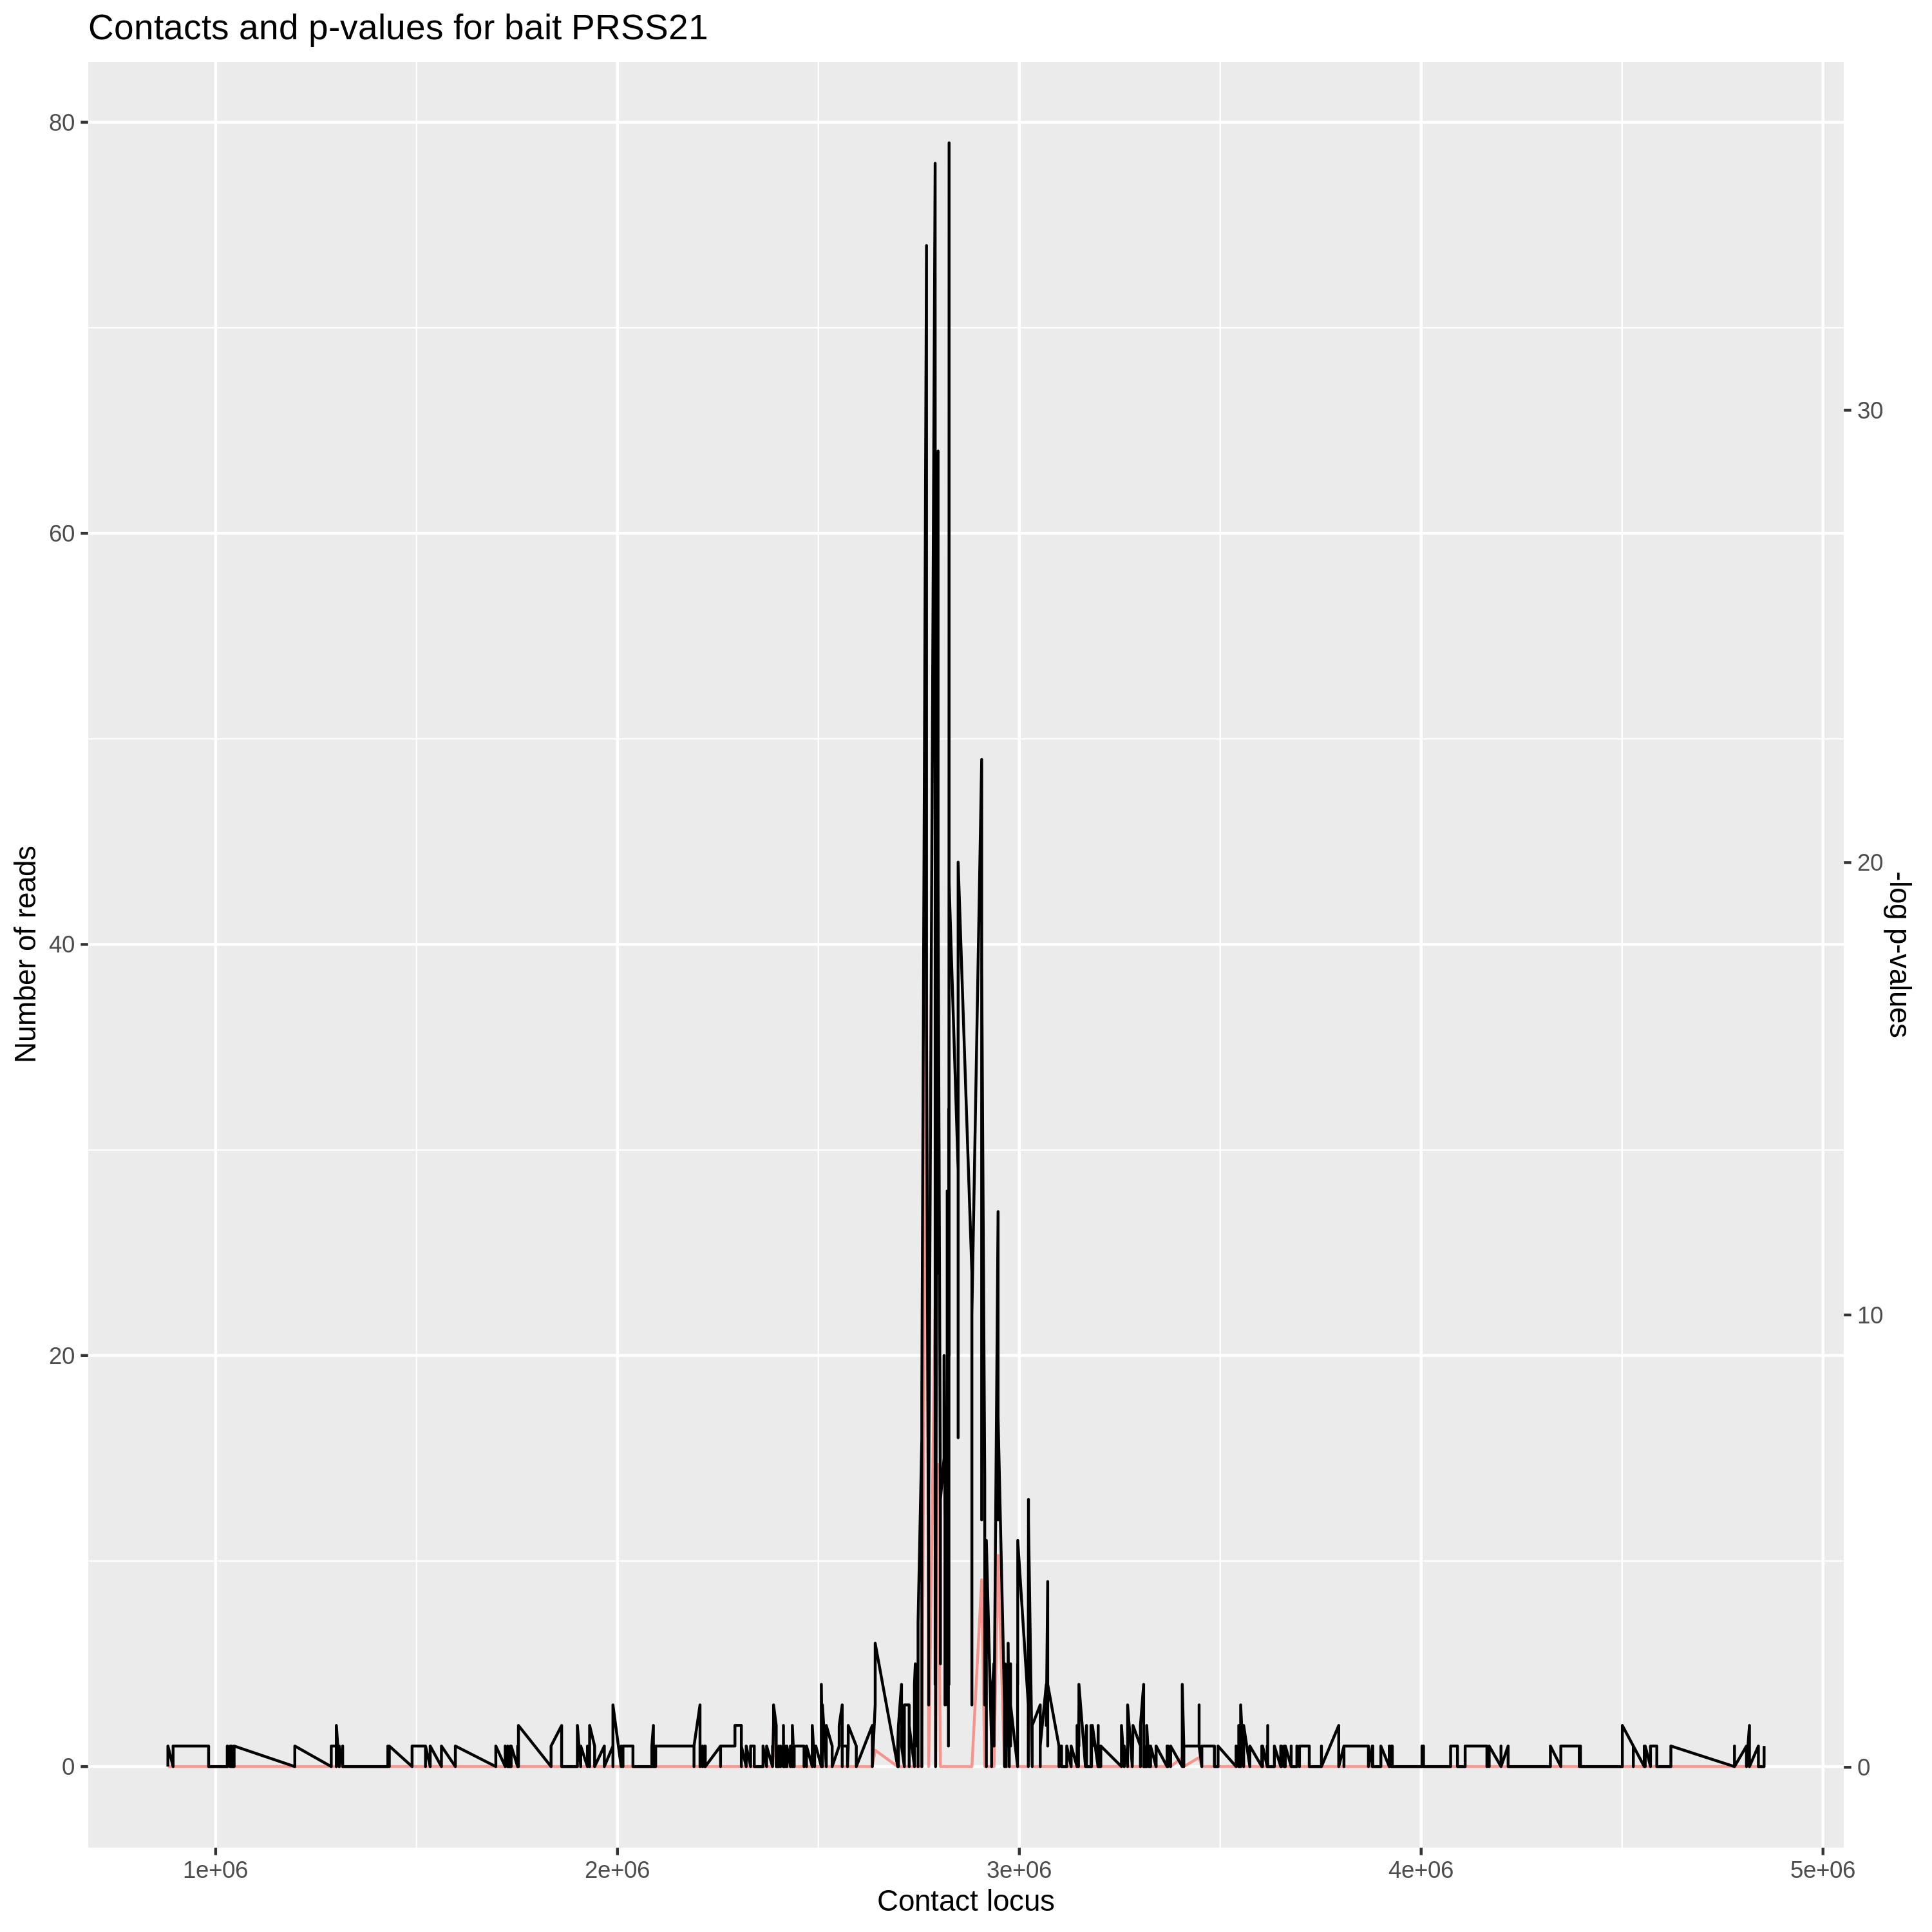 Contacts and p-values for bait PRSS21
80
60
40
20
0
Number of reads
30
20
10
0
-log p-values
1e+06
2e+06
3e+06
4e+06
5e+06
Contact locus